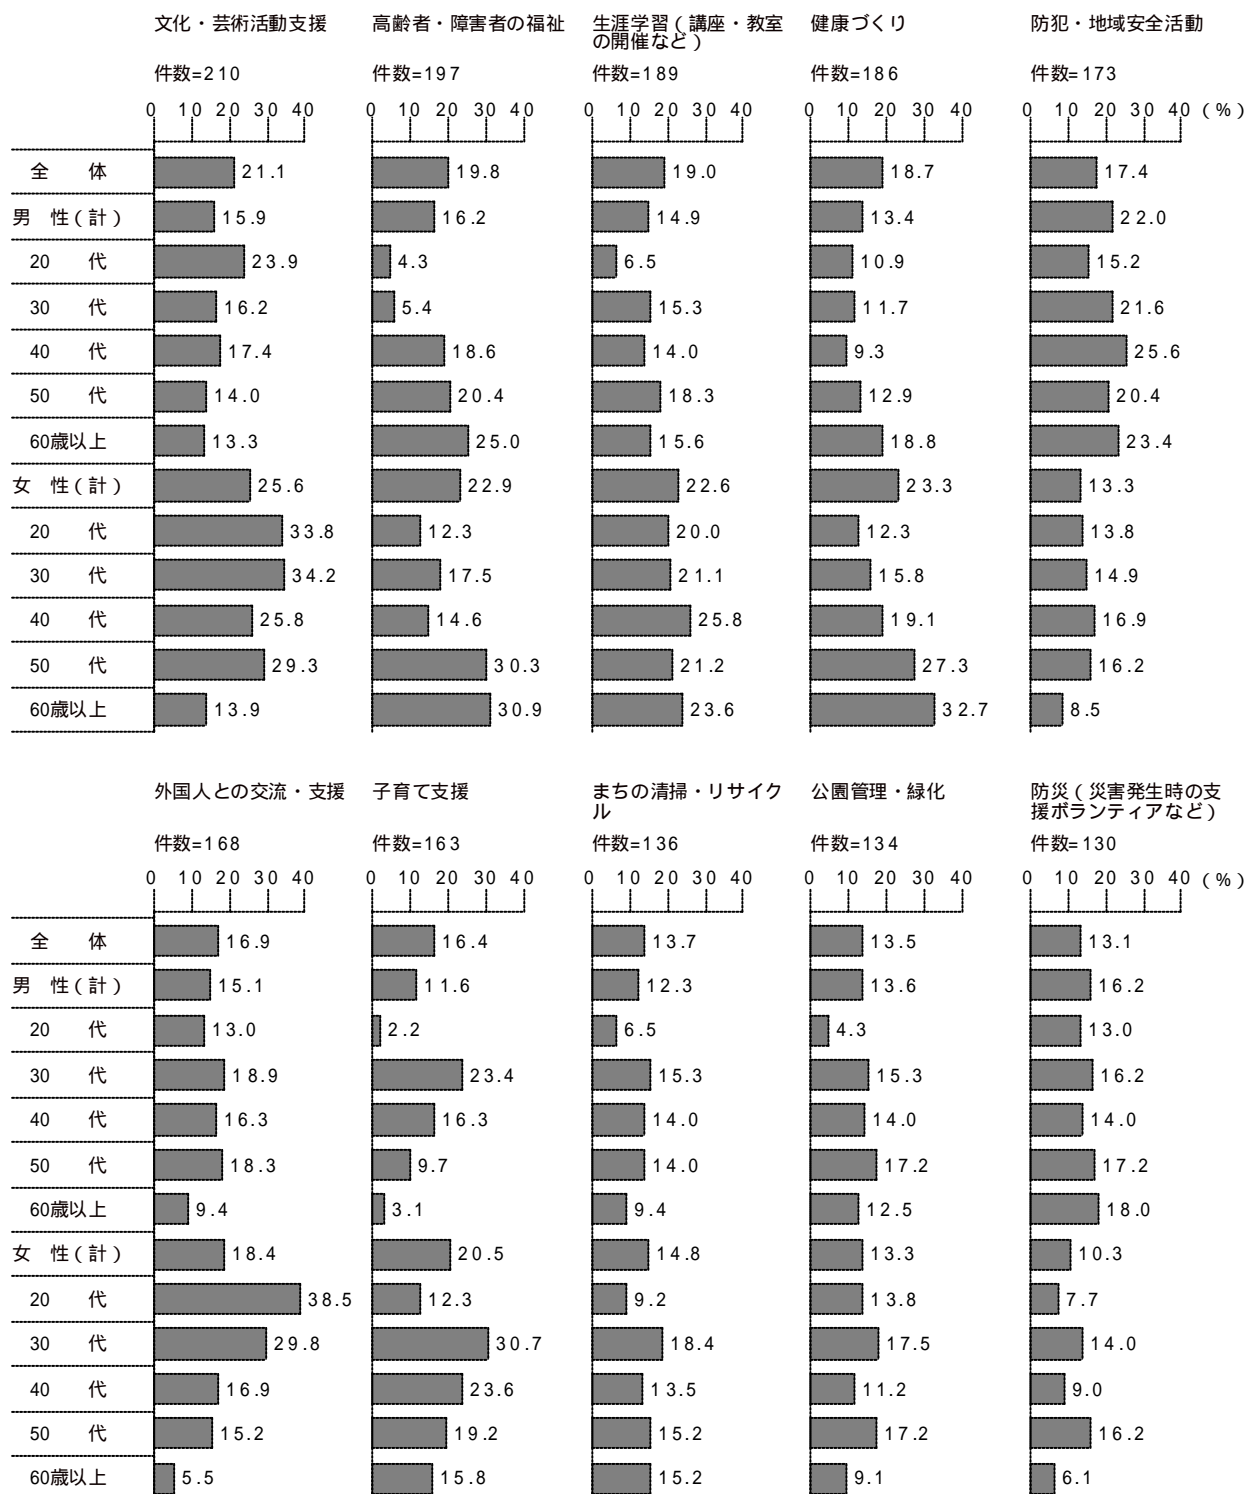 文化・芸術活動支援 高齢者・障害者の福祉 生涯学習(講座・教室の開催など) 健康づくり 防犯・地域安全活動
件数=210 件数=197 件数=189 件数=186 件数=173
0 10 20 30 40 0 10 20 30 40 0 10 20 30 40 0 10 20 30 40 0 10 20 30 40 (%)
全 体 21.1 19.8 19.0 18.7 17.4
男 性(計) 15.9 16.2 14.9 13.4 22.0
20 代 23.9 4.3 6.5 10.9 15.2
30 代 16.2 5.4 15.3 11.7 21.6
40 代 17.4 18.6 14.0 9.3 25.6
50 代 14.0 20.4 18.3 12.9 20.4
60歳以上 13.3 25.0 15.6 18.8 23.4
女 性(計) 25.6 22.9 22.6 23.3 13.3
20 代 33.8 12.3 20.0 12.3 13.8
30 代 34.2 17.5 21.1 15.8 14.9
40 代 25.8 14.6 25.8 19.1 16.9
50 代 29.3 30.3 21.2 27.3 16.2
60歳以上 13.9 30.9 23.6 32.7 8.5
外国人との交流・支援 子育て支援 まちの清掃・リサイクル 公園管理・緑化 防災(災害発生時の支援ボランティアなど)
件数=168 件数=163 件数=136 件数=134 件数=130
0 10 20 30 40 0 10 20 30 40 0 10 20 30 40 0 10 20 30 40 0 10 20 30 40 (%)
全 体 16.9 16.4 13.7 13.5 13.1
男 性(計) 15.1 11.6 12.3 13.6 16.2
20 代 13.0 2.2 6.5 4.3 13.0
30 代 18.9 23.4 15.3 15.3 16.2
40 代 16.3 16.3 14.0 14.0 14.0
50 代 18.3 9.7 14.0 17.2 17.2
60歳以上 9.4 3.1 9.4 12.5 18.0
女 性(計) 18.4 20.5 14.8 13.3 10.3
20 代 38.5 12.3 9.2 13.8 7.7
30 代 29.8 30.7 18.4 17.5 14.0
40 代 16.9 23.6 13.5 11.2 9.0
50 代 15.2 19.2 15.2 17.2 16.2
60歳以上 5.5 15.8 15.2 9.1 6.1